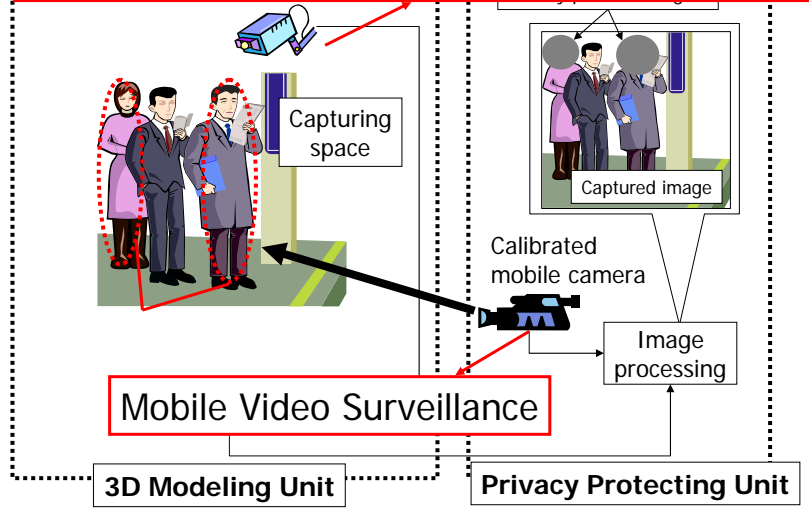 Capturing
space
Captured image
Calibrated
mobile camera
Image
processing
Mobile Video Surveillance
3D Modeling Unit
Privacy Protecting Unit